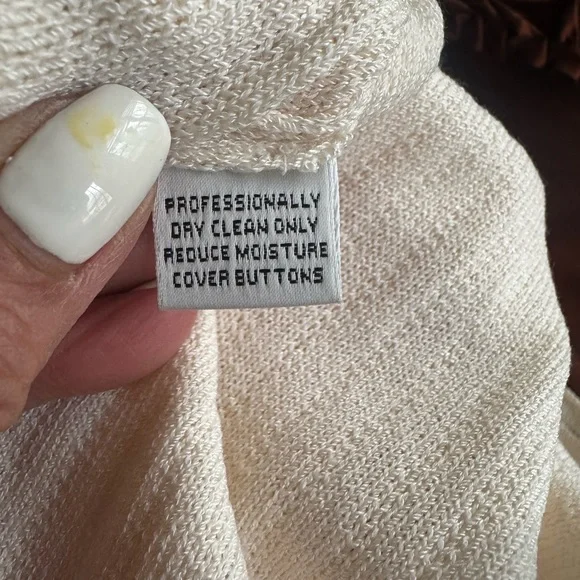 PROFESSIONALLY
DRY CLEAN ONLY
REDUCE MOISTURE
COVER BUTTONS